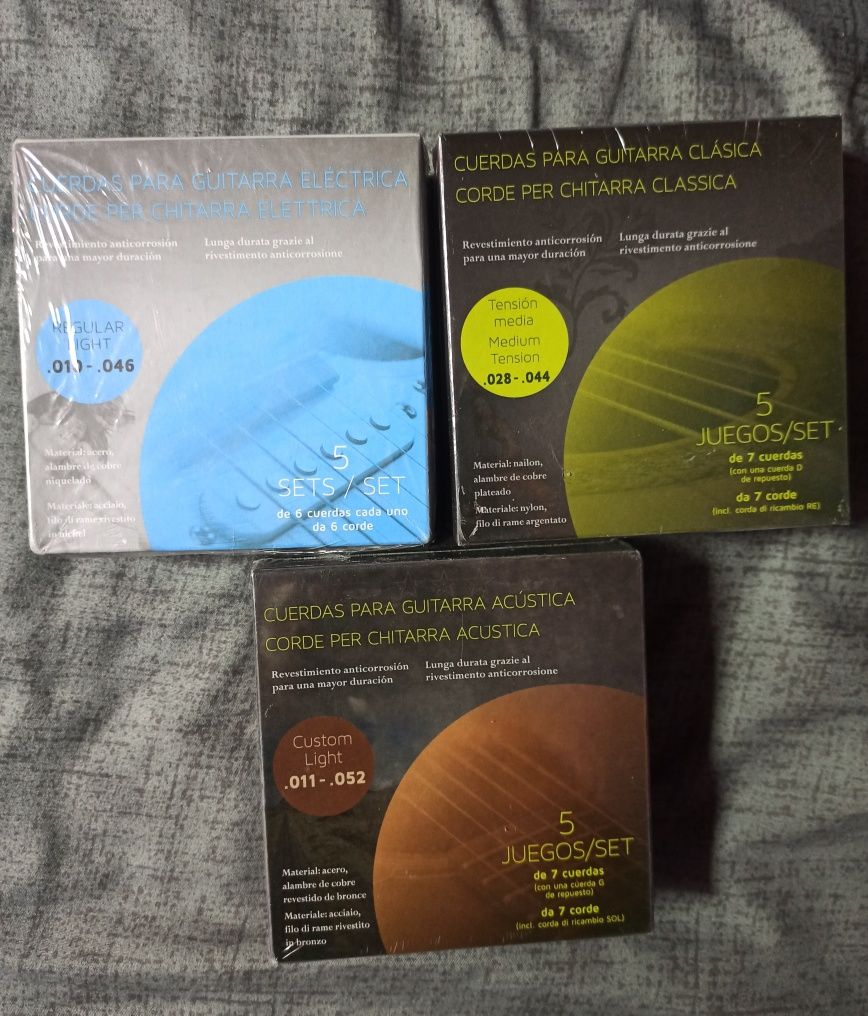 CUERDAS PARA GUITARRA ELÉCTRICA
CORDE PER CHITARRA ELETTRICA
Revestimiento anticorrosión
para una mayor duración
Lunga durata grazie al
rivestimento anticorrosione
REGULAR
LIGHT
.010 - .046
Material: acero,
alambre de cobre
niquelado
Materiale: acciaio,
filo di rame rivestito
in nichel
5
SETS / SET
de 6 cuerdas cada uno
da 6 corde
CUERDAS PARA GUITARRA CLÁSICA
CORDE PER CHITARRA CLASSICA
Revestimiento anticorrosión
para una mayor duración
Lunga durata grazie al
rivestimento anticorrosione
Tensión
media
Medium
Tension
.028 - .044
Material: nailon,
alambre de cobre
plateado
Materiale: nylon,
filo di rame argentato
5
JUEGOS/SET
de 7 cuerdas
(con una cuerda D
de repuesto)
da 7 corde
(incl. corda di ricambio RE)
CUERDAS PARA GUITARRA ACÚSTICA
CORDE PER CHITARRA ACUSTICA
Revestimiento anticorrosión
para una mayor duración
Lunga durata grazie al
rivestimento anticorrosione
Custom
Light
.011 - .052
Material: acero,
alambre de cobre
revestido de bronce
Materiale: acciaio,
filo di rame rivestito
in bronzo
5
JUEGOS/SET
de 7 cuerdas
(con una cuerda G
de repuesto)
da 7 corde
(incl. corda di ricambio SOL)